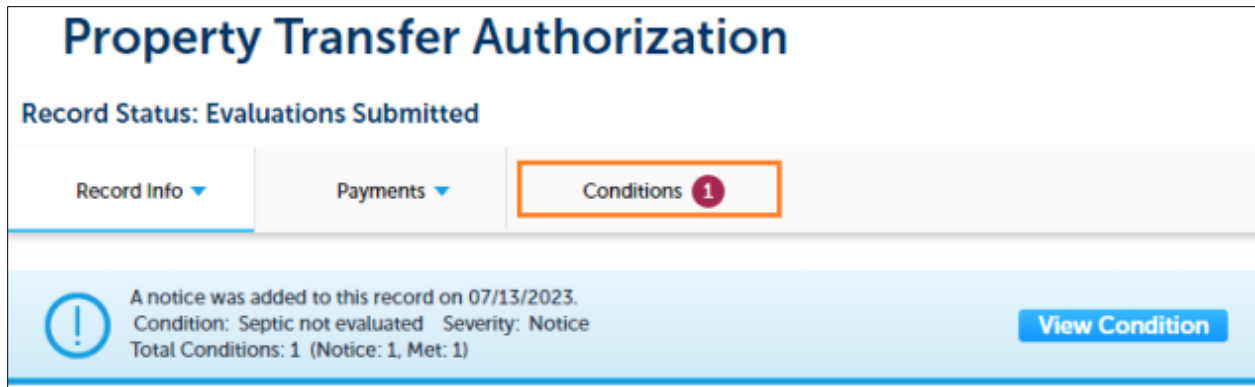 Property Transfer Authorization
Record Status: Evaluations Submitted
Record Info Payments Conditions 1
A notice was added to this record on 07/13/2023.
Condition: Septic not evaluated Severity: Notice
Total Conditions: 1 (Notice: 1, Met: 1)
View Condition